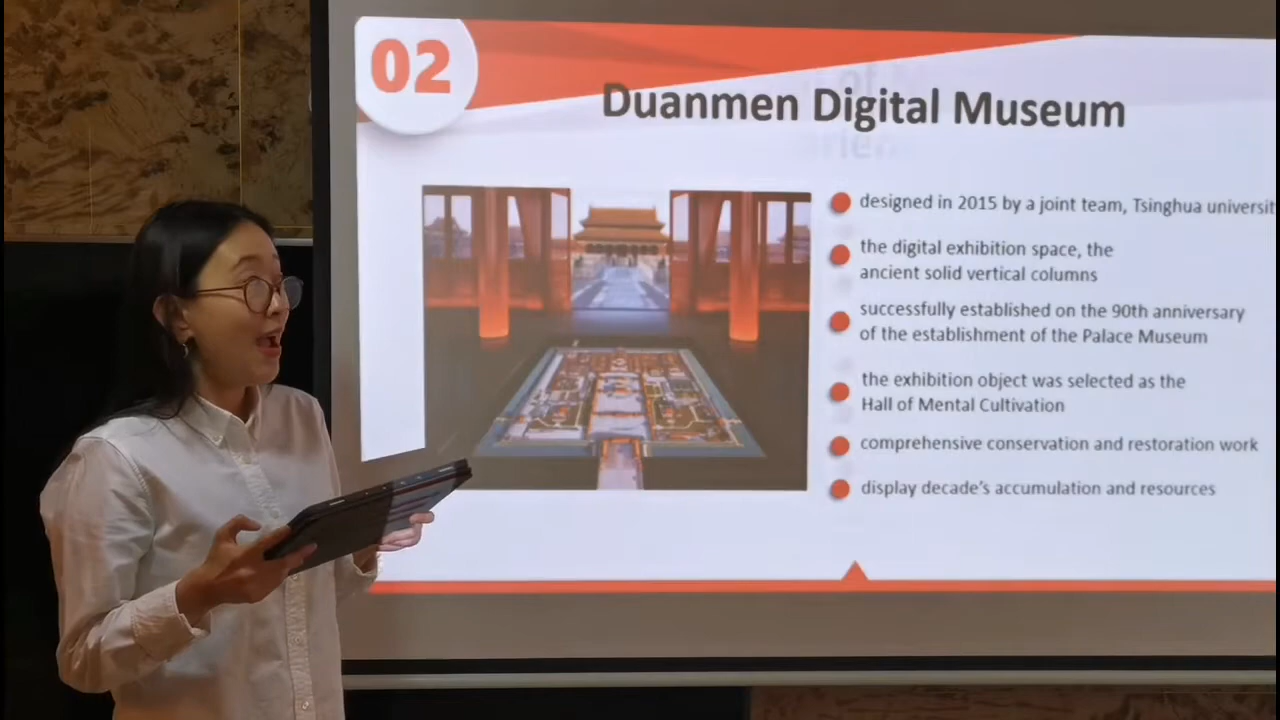 02
Duanmen Digital Museum
designed in 2015 by a joint team, Tsinghua universit
the digital exhibition space, the
ancient solid vertical columns
successfully established on the 90th anniversary
of the establishment of the Palace Museum
the exhibition object was selected as the
Hall of Mental Cultivation
comprehensive conservation and restoration work
display decade's accumulation and resources